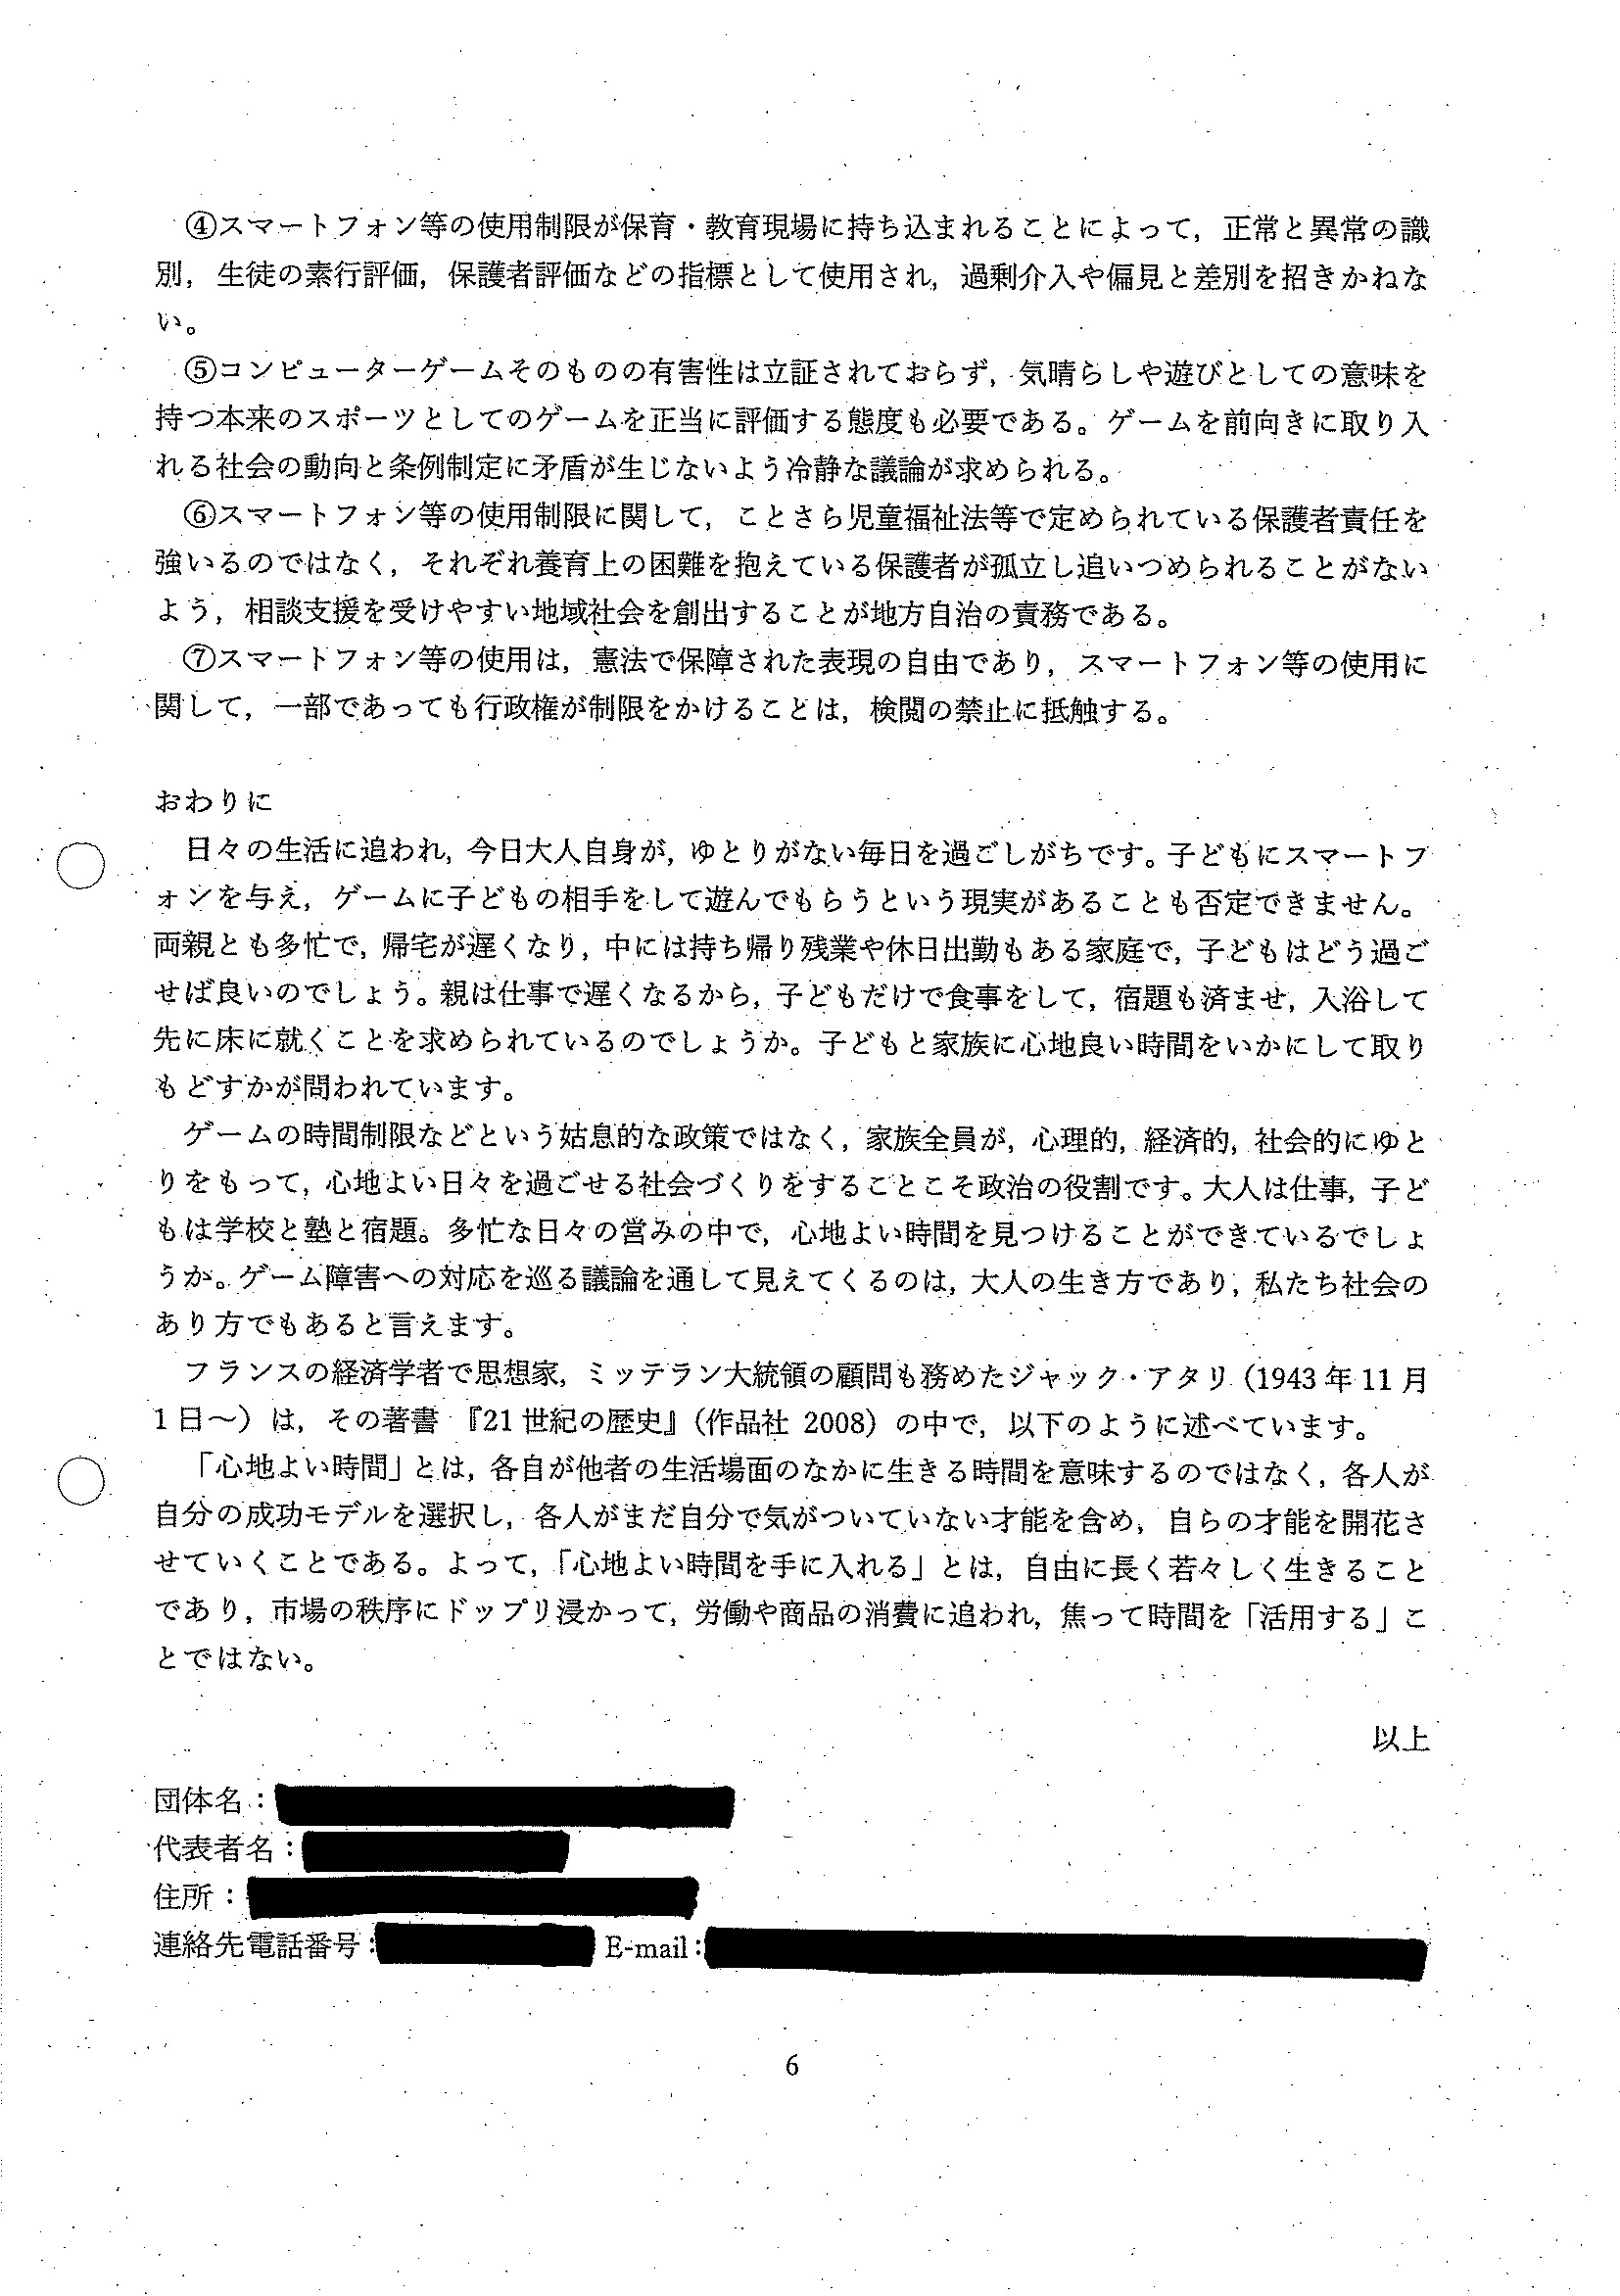 ④スマートフォン等の使用制限が保育・教育現場に持ち込まれることによって，正常と異常の識
別，生徒の素行評価，保護者評価などの指標として使用され，過剰介入や偏見と差別を招きかねな
い。
⑤コンピューターゲームそのものの有害性は立証されておらず，気晴らしや遊びとしての意味を
持つ本来のスポーツとしてのゲームを正当に評価する態度も必要である。ゲームを前向きに取り入
れる社会の動向と条例制定に矛盾が生じないよう冷静な議論が求められる。
⑥スマートフォン等の使用制限に関して，ことさら児童福祉法等で定められている保護者責任を
強いるのではなく，それぞれ養育上の困難を抱えている保護者が孤立し追いつめられることがない
よう，相談支援を受けやすい地域社会を創出することが地方自治の責務である。
⑦スマートフォン等の使用は，憲法で保障された表現の自由であり，スマートフォン等の使用に
関して，一部であっても行政権が制限をかけることは，検閲の禁止に抵触する。
おわりに
日々の生活に追われ，今日大人自身が，ゆとりがない毎日を過ごしがちです。子どもにスマートフ
ォンを与え，ゲームに子どもの相手をして遊んでもらうという現実があることも否定できません。
両親とも多忙で，帰宅が遅くなり，中には持ち帰り残業や休日出勤もある家庭で，子どもはどう過ご
せば良いのでしょう。親は仕事で遅くなるから，子どもだけで食事をして，宿題も済ませ，入浴して
先に床に就くことを求められているのでしょうか。子どもと家族に心地良い時間をいかにして取り
もどすかが問われています。
ゲームの時間制限などという姑息的な政策ではなく，家族全員が，心理的，経済的，社会的にゆと
りをもって，心地よい日々を過ごせる社会づくりをすることこそ政治の役割です。大人は仕事，子ど
もは学校と塾と宿題。多忙な日々の営みの中で，心地よい時間を見つけることができているでしょ
うか。ゲーム障害への対応を巡る議論を通して見えてくるのは，大人の生き方であり，私たち社会の
あり方でもあると言えます。
フランスの経済学者で思想家，ミッテラン大統領の顧問も務めたジャック・アタリ（1943 年 11 月
1 日～）は，その著書 『21 世紀の歴史』（作品社 2008）の中で，以下のように述べています。
「心地よい時間」とは，各自が他者の生活場面のなかに生きる時間を意味するのではなく，各人が
自分の成功モデルを選択し，各人がまだ自分で気がついていない才能を含め，自らの才能を開花さ
せていくことである。よって，「心地よい時間を手に入れる」とは，自由に長く若々しく生きること
であり，市場の秩序にドップリ浸かって，労働や商品の消費に追われ，焦って時間を「活用する」こ
とではない。
以上
団体名：
代表者名：
住所：
連絡先電話番号： E-mail：
6